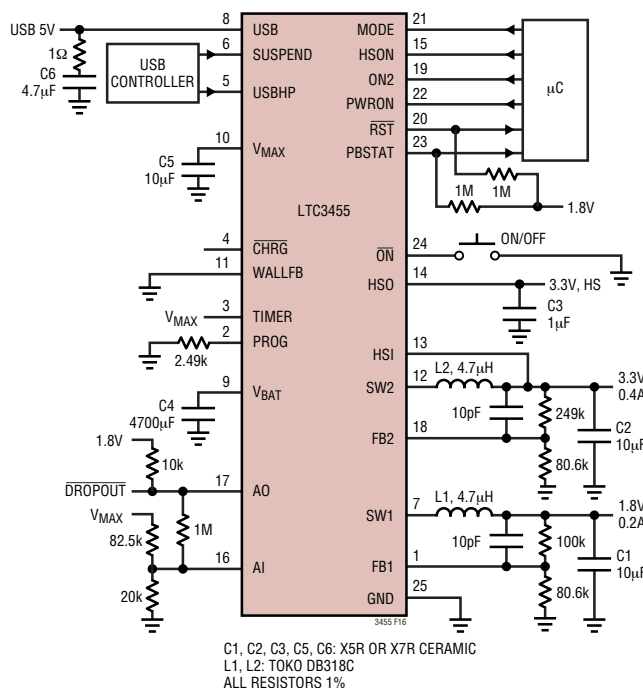 USB 5V
1Ω
C6
4.7µF
USB
CONTROLLER
8
USB
6
SUSPEND
5
USBHP
10
VMAX
C5
10µF
LTC3455
4
CHRG
11
WALLFB
VMAX
3
TIMER
2
PROG
2.49k
9
VBAT
C4
4700µF
1.8V
10k
DROPOUT
17
AO
VMAX
82.5k
1M
16
AI
20k
MODE
21
HSON
15
ON2
19
PWRON
22
RST
20
PBSTAT
23
µC
1M
1M
1.8V
ON
24
ON/OFF
HSO
14
3.3V, HS
C3
1µF
HSI
13
SW2
12
L2, 4.7µH
3.3V
0.4A
10pF
249k
C2
10µF
FB2
18
80.6k
SW1
7
L1, 4.7µH
1.8V
0.2A
10pF
100k
C1
10µF
FB1
1
80.6k
GND
25
3455 F16
C1, C2, C3, C5, C6: X5R OR X7R CERAMIC
L1, L2: TOKO DB318C
ALL RESISTORS 1%